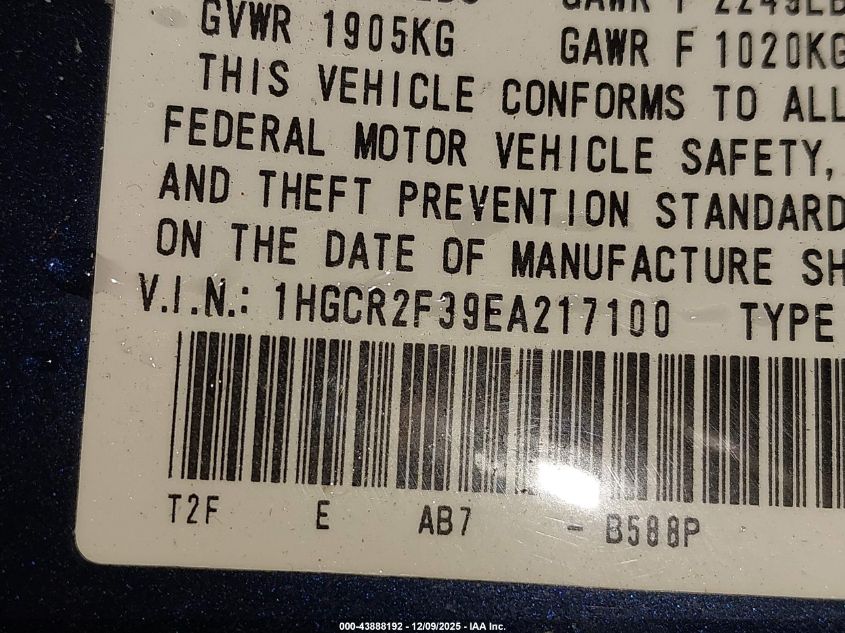 GVWR 1905KG GAWR F 1020KG
THIS VEHICLE CONFORMS TO ALL
FEDERAL MOTOR VEHICLE SAFETY,
AND THEFT PREVENTION STANDARD
ON THE DATE OF MANUFACTURE SH
V.I.N.: 1HGCR2F39EA217100 TYPE
T2F E AB7 - B588P
000-43888192 - 12/09/2025 - IAA Inc.